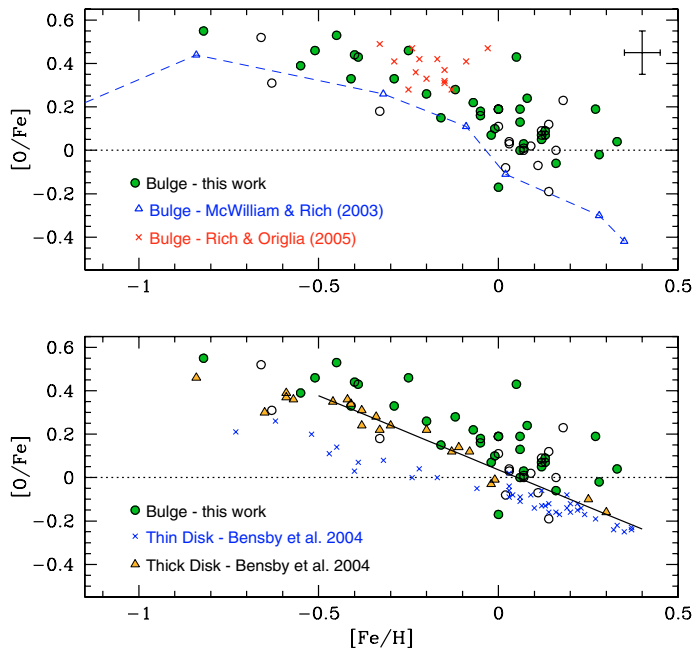 0.6
0.4
0.2
0
-0.2
-0.4
[O/Fe]
Bulge - this work
Bulge - McWilliam & Rich (2003)
Bulge - Rich & Origlia (2005)
-1
-0.5
0
0.5
0.6
0.4
0.2
0
-0.2
-0.4
[O/Fe]
Bulge - this work
Thin Disk - Bensby et al. 2004
Thick Disk - Bensby et al. 2004
-1
-0.5
0
0.5
[Fe/H]